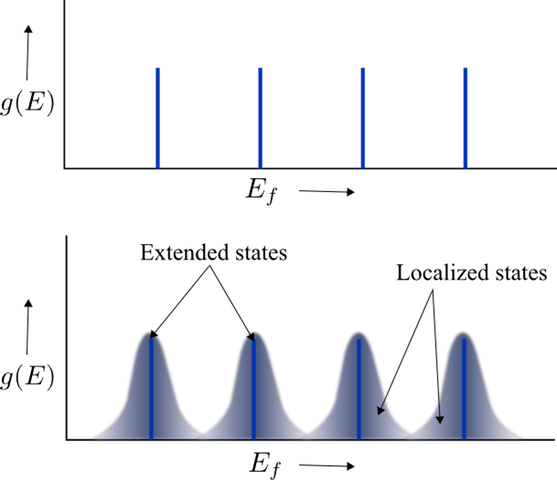 g(E)
E_f
Extended states
Localized states
g(E)
E_f